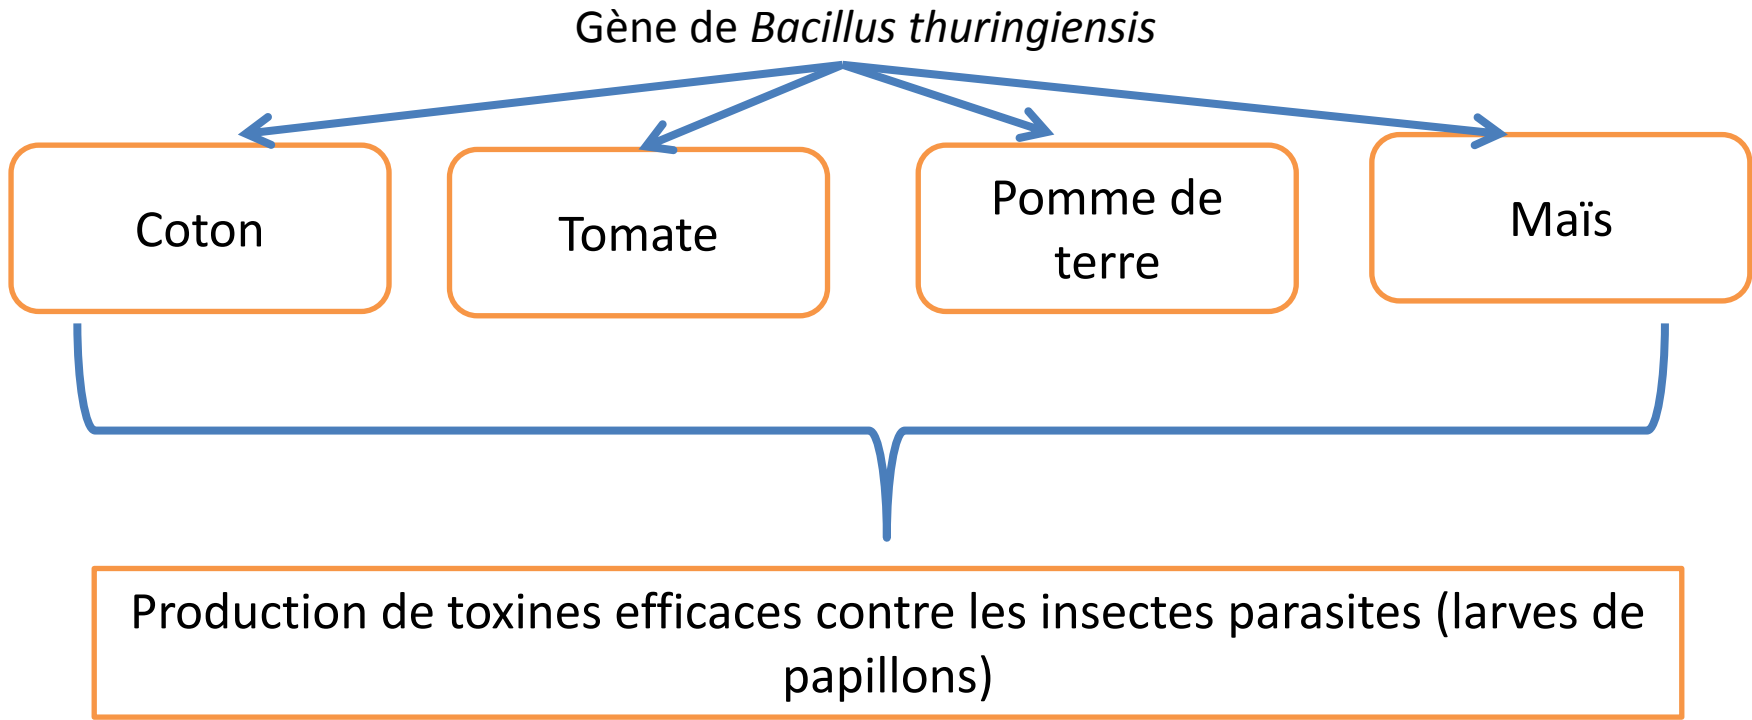 Gène de Bacillus thuringiensis
Coton
Tomate
Pomme de
terre
Maïs
Production de toxines efficaces contre les insectes parasites (larves de
papillons)